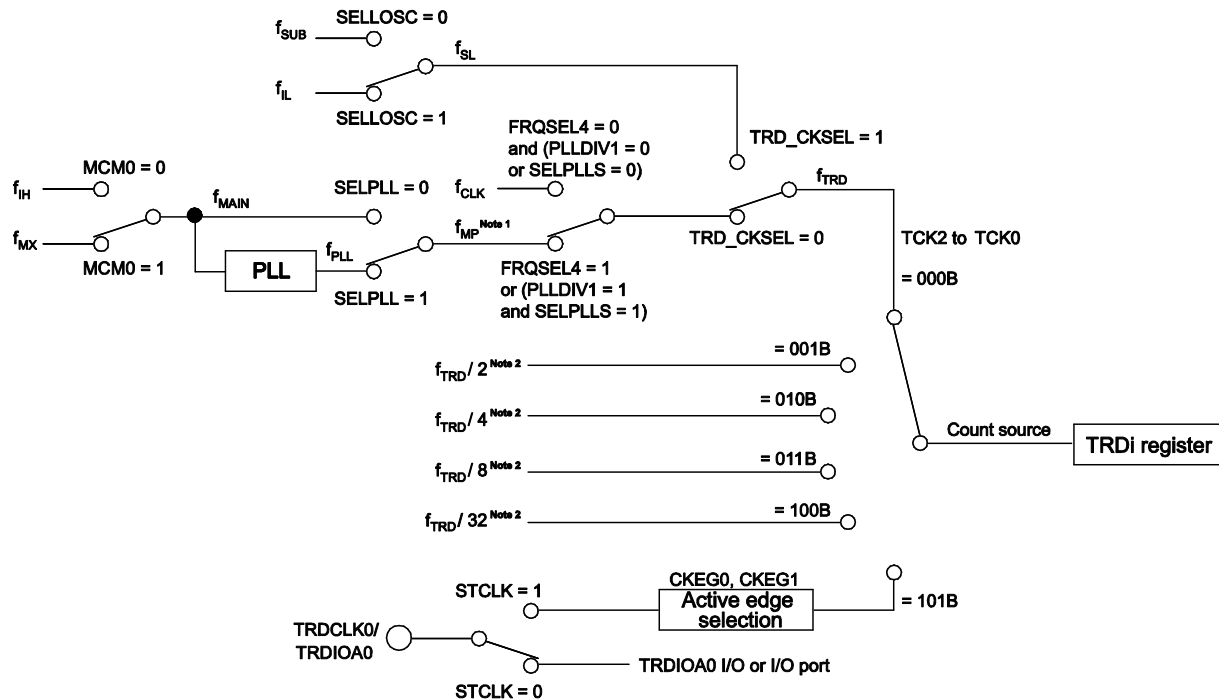 SELLOSC = 0
fSUB
fSL
fIL
SELLOSC = 1
FRQSEL4 = 0
and (PLLDIV1 = 0
or SELPLLS = 0)
TRD_CKSEL = 1
MCM0 = 0
SELPLL = 0
fIH
fMAIN
fCLK
fTRD
fMX
fMP Note 1
TRD_CKSEL = 0
MCM0 = 1
PLL
fPLL
SELPLL = 1
FRQSEL4 = 1
or (PLLDIV1 = 1
and SELPLLS = 1)
TCK2 to TCK0
= 000B
fTRD / 2 Note 2
= 001B
fTRD / 4 Note 2
= 010B
Count source
TRDi register
fTRD / 8 Note 2
= 011B
fTRD / 32 Note 2
= 100B
STCLK = 1
CKEG0, CKEG1
Active edge
selection
= 101B
TRDCLK0/
TRDIOA0
TRDIOA0 I/O or I/O port
STCLK = 0